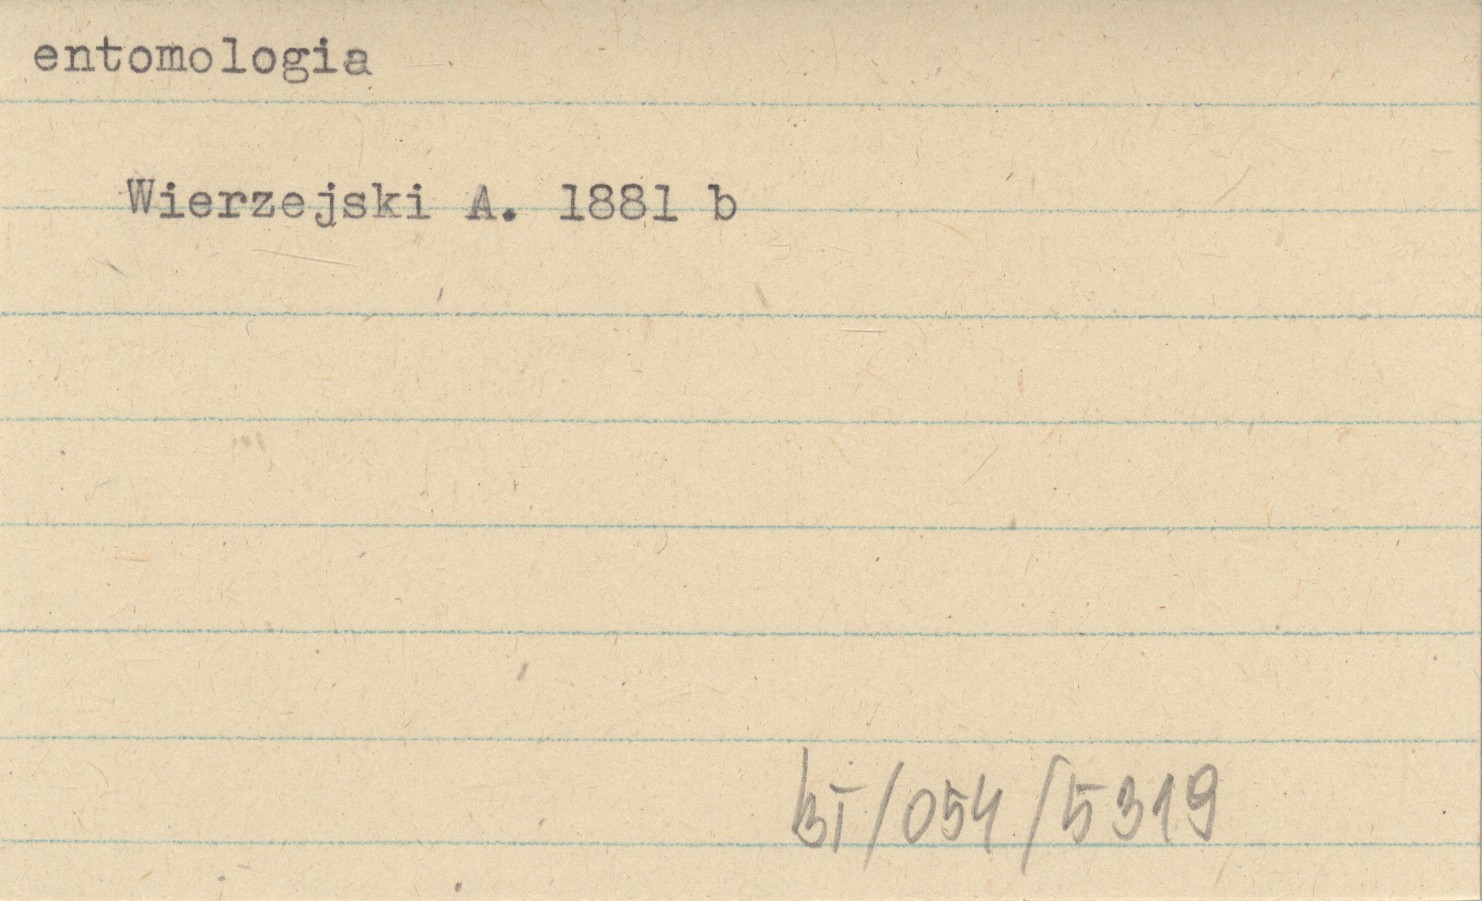 entomologia
Wierzejski A. 1881 b
bI/054/5319